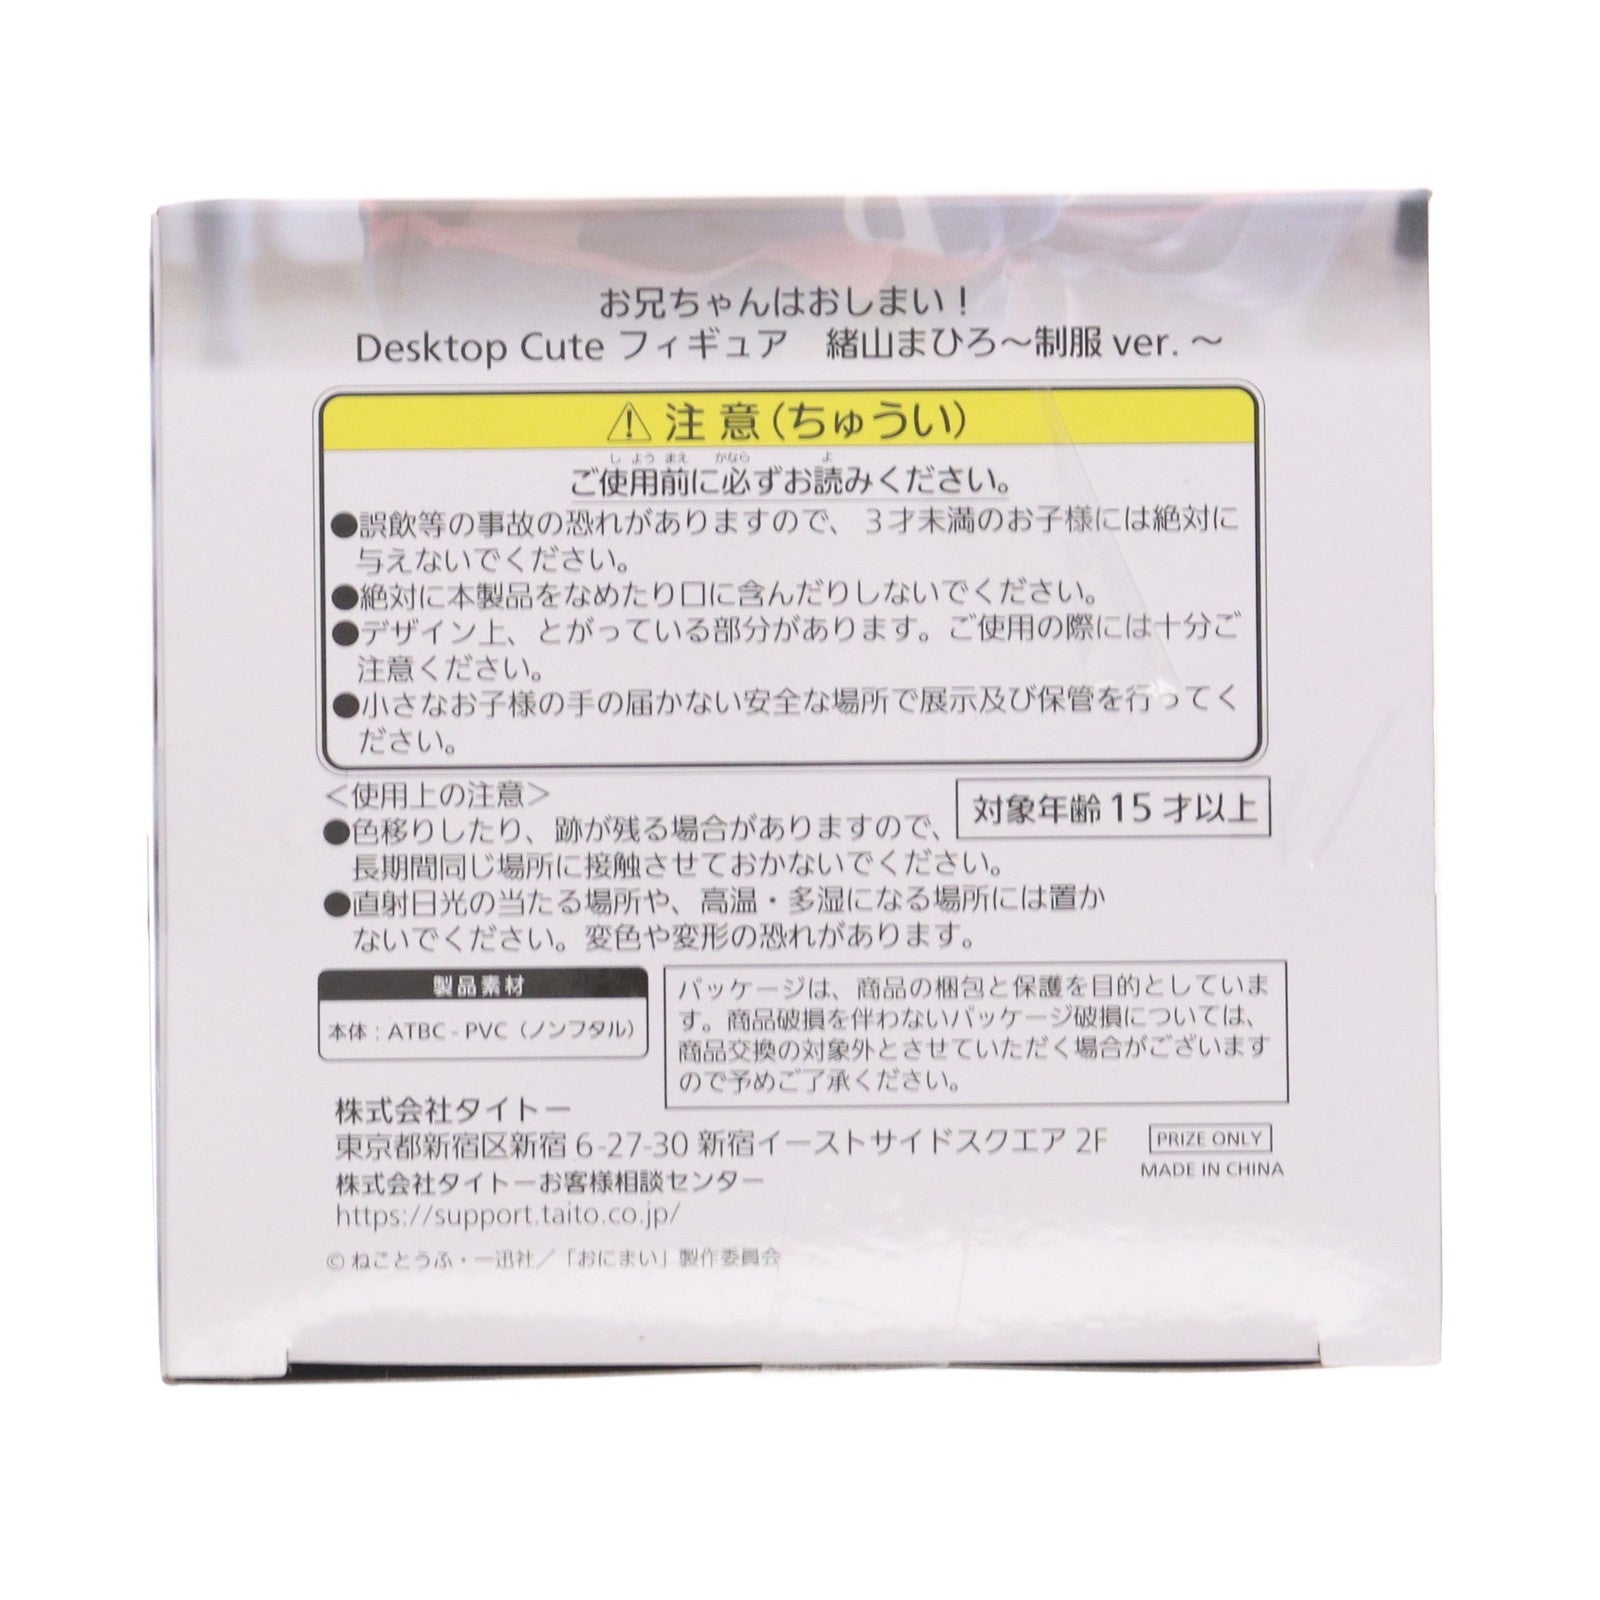 お兄ちゃんはおしまい！
Desktop Cute フィギュア　緒山まひろ～制服 ver. ～
⚠注 意（ちゅうい）
ご使用前に必ずお読みください。
●誤飲等の事故の恐れがありますので、３才未満のお子様には絶対に
与えないでください。
●絶対に本製品をなめたり口に含んだりしないでください。
●デザイン上、とがっている部分があります。ご使用の際には十分ご
注意ください。
●小さなお子様の手の届かない安全な場所で展示及び保管を行ってく
ださい。
＜使用上の注意＞
対象年齢 15 才以上
●色移りしたり、跡が残る場合がありますので、
長期間同じ場所に接触させておかないでください。
●直射日光の当たる場所や、高温・多湿になる場所には置か
ないでください。変色や変形の恐れがあります。
製品素材
本体：ATBC - PVC（ノンフタル）
パッケージは、商品の梱包と保護を目的としていま
す。商品破損を伴わないパッケージ破損については、
商品交換の対象外とさせていただく場合がございます
ので予めご了承ください。
株式会社タイトー
東京都新宿区新宿 6-27-30 新宿イーストサイドスクエア 2F
株式会社タイトーお客様相談センター
https://support.taito.co.jp/
PRIZE ONLY
MADE IN CHINA
© ねことうふ・一迅社／「おにまい」製作委員会